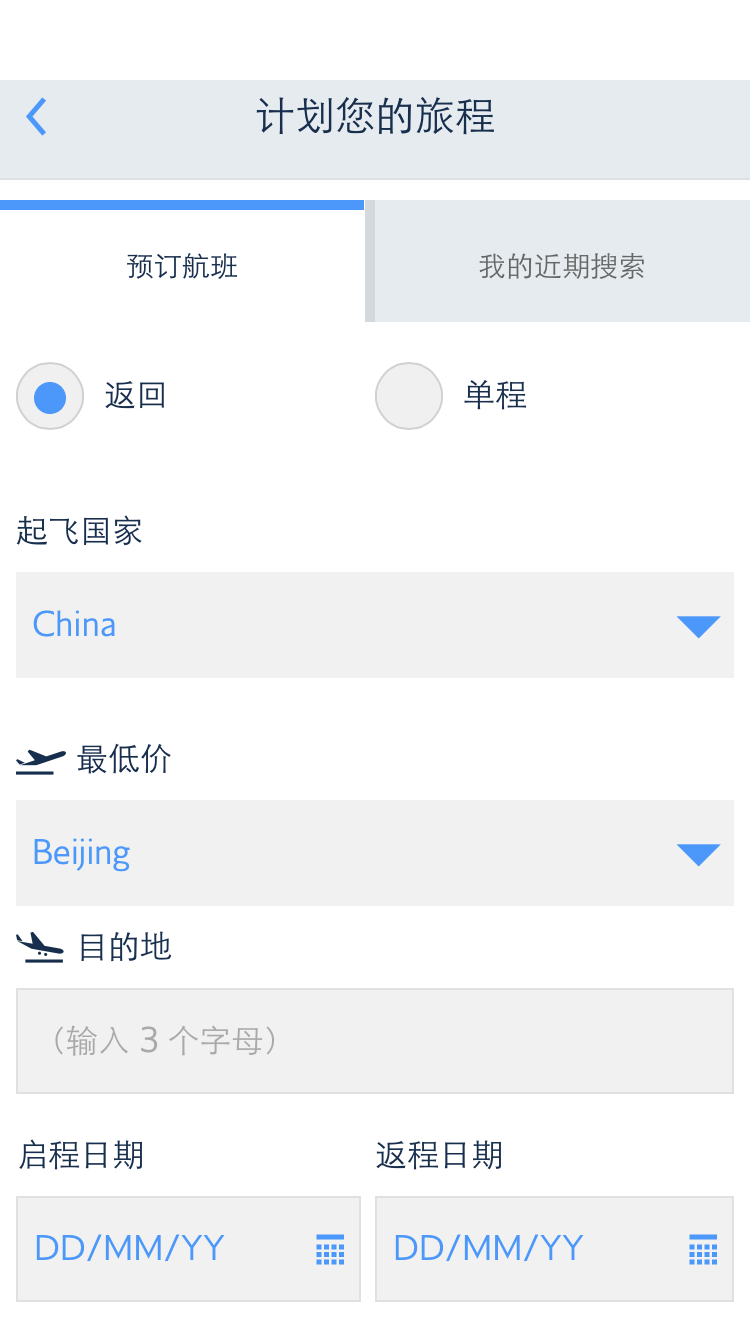 计划您的旅程
预订航班
我的近期搜索
返回
单程
起飞国家
China
最低价
Beijing
目的地
（输入 3 个字母）
启程日期
返程日期
DD/MM/YY
DD/MM/YY